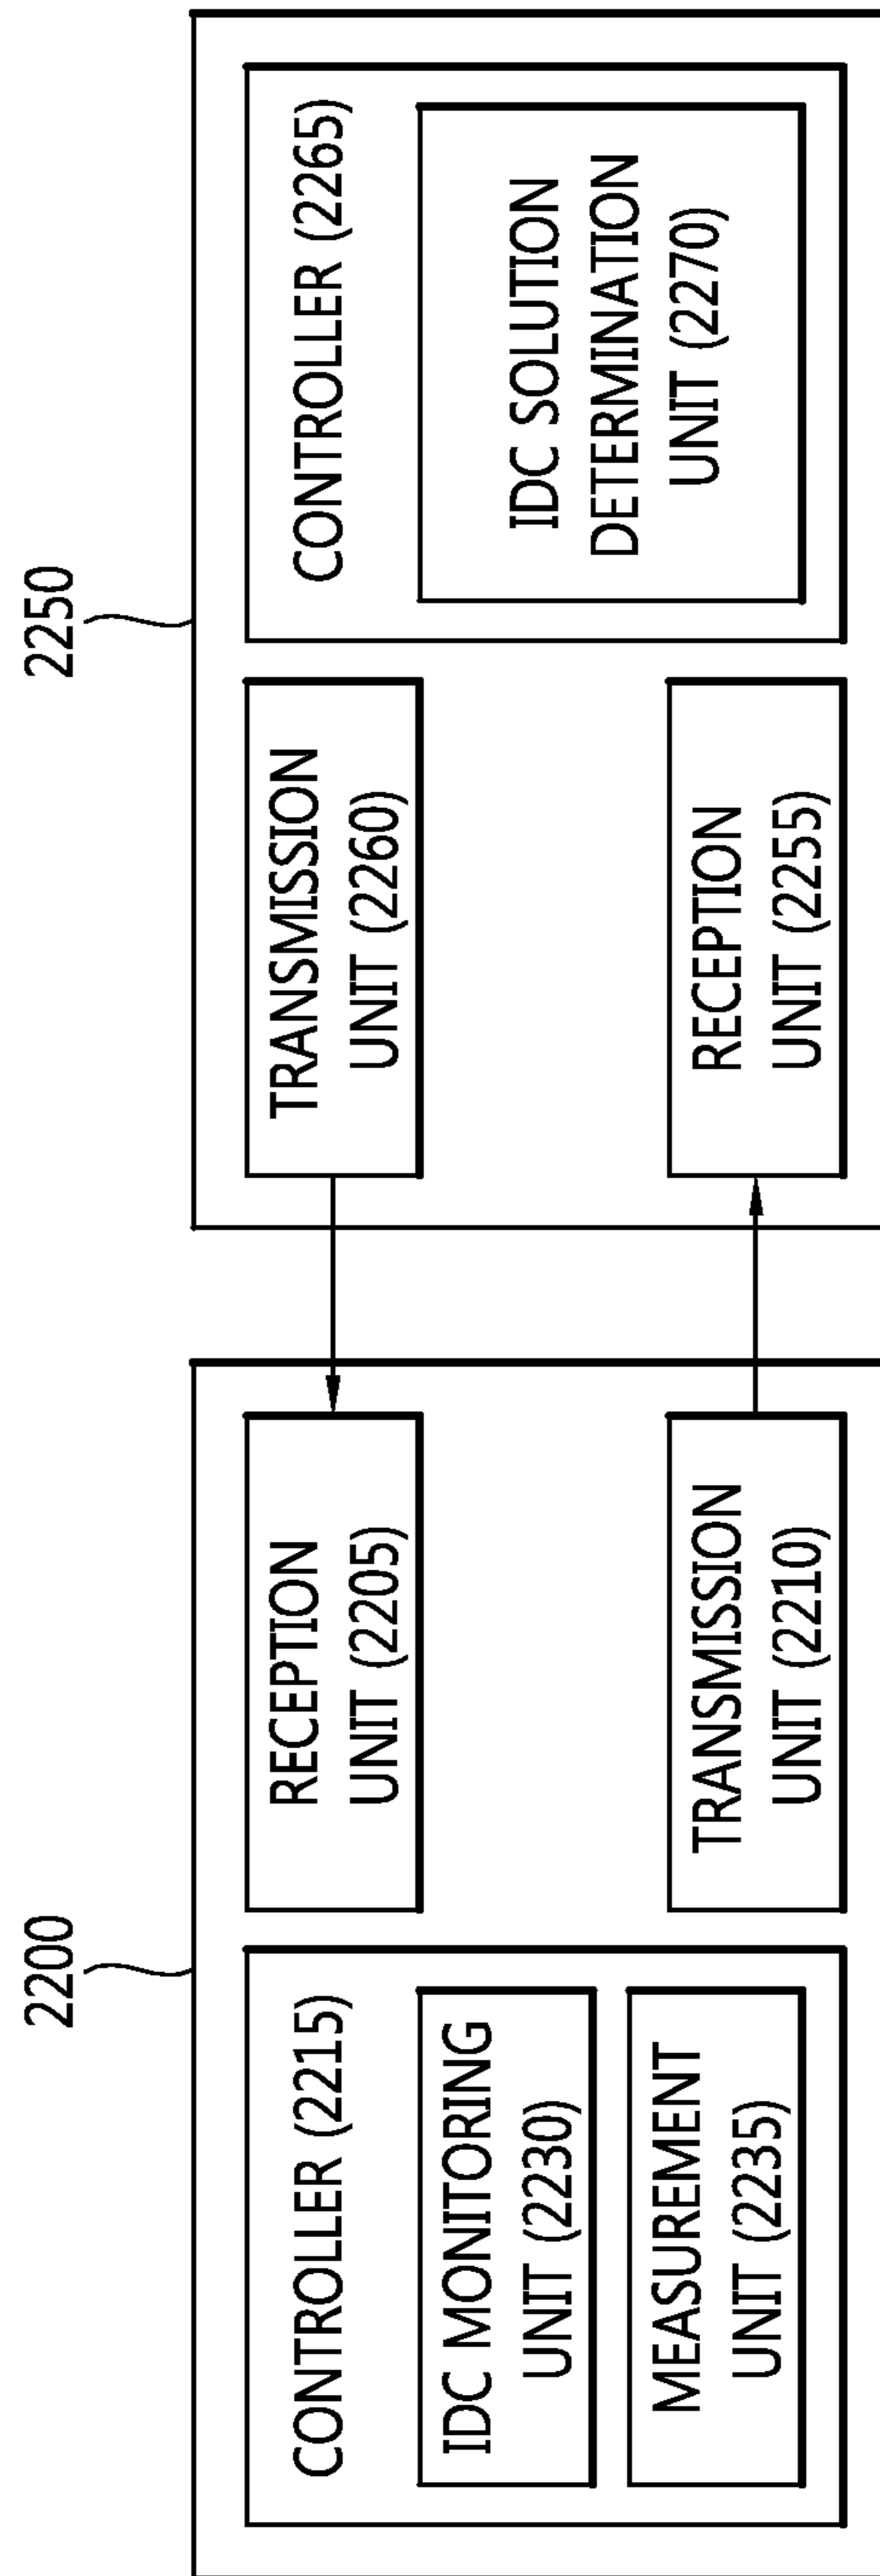 2200
CONTROLLER (2215)
IDC MONITORING
UNIT (2230)
MEASUREMENT
UNIT (2235)
RECEPTION
UNIT (2205)
TRANSMISSION
UNIT (2210)
2250
TRANSMISSION
UNIT (2260)
RECEPTION
UNIT (2255)
CONTROLLER (2265)
IDC SOLUTION
DETERMINATION
UNIT (2270)